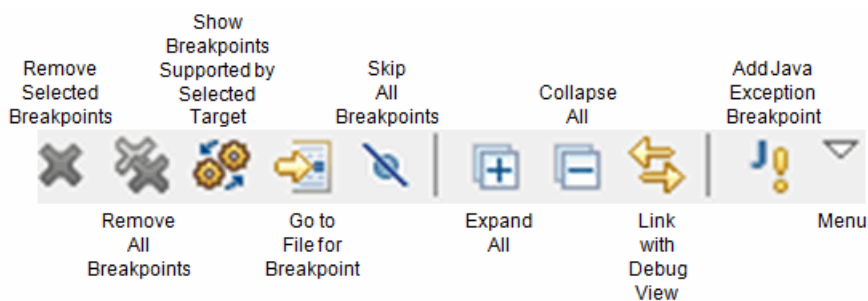 Show
Breakpoints
Supported by
Selected
Target
Remove
Selected
Breakpoints
Skip
All
Breakpoints
Collapse
All
Add Java
Exception
Breakpoint
J
Remove
All
Breakpoints
Go to
File for
Breakpoint
Expand
All
Link
with
Debug
View
Menu